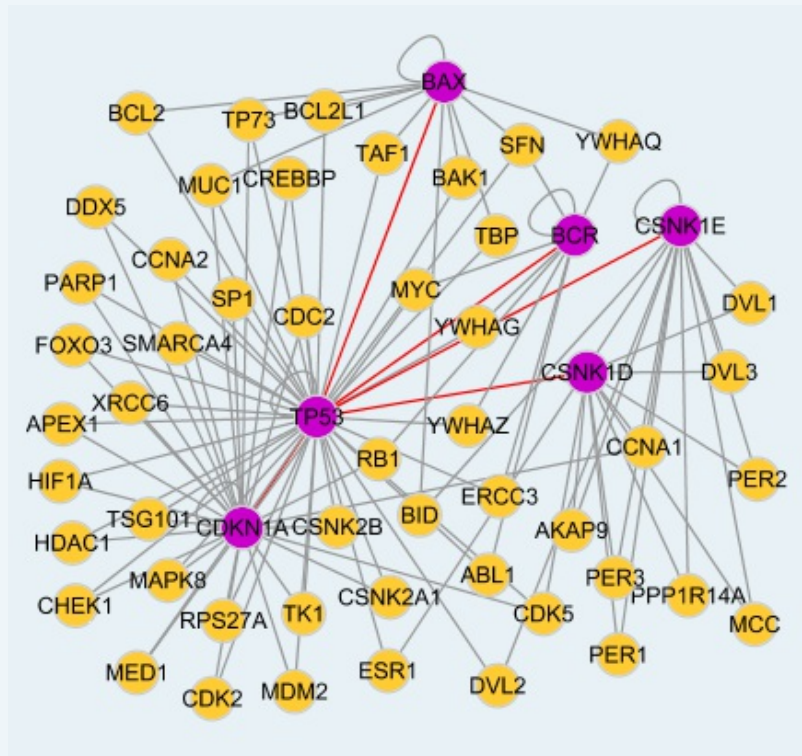 BAX
BCL2
TP73
BCL2L1
TAF1
SFN
YWHAQ
MUC1
CREBBP
BAK1
DDX5
CSNK1E
BCR
TBP
CCNA2
PARP1
SP1
MYC
CDC2
YWHAG
DVL1
FOXO3
SMARCA4
CSNK1D
DVL3
XRCC6
APEX1
TP53
YWHAZ
CCNA1
RB1
HIF1A
PER2
ERCC3
TSG101
CDKN1A
CSNK2B
BID
AKAP9
HDAC1
MAPK8
ABL1
PER3
CHEK1
CSNK2A1
PPP1R14A
RPS27A
TK1
CDK5
MCC
PER1
MED1
ESR1
CDK2
MDM2
DVL2